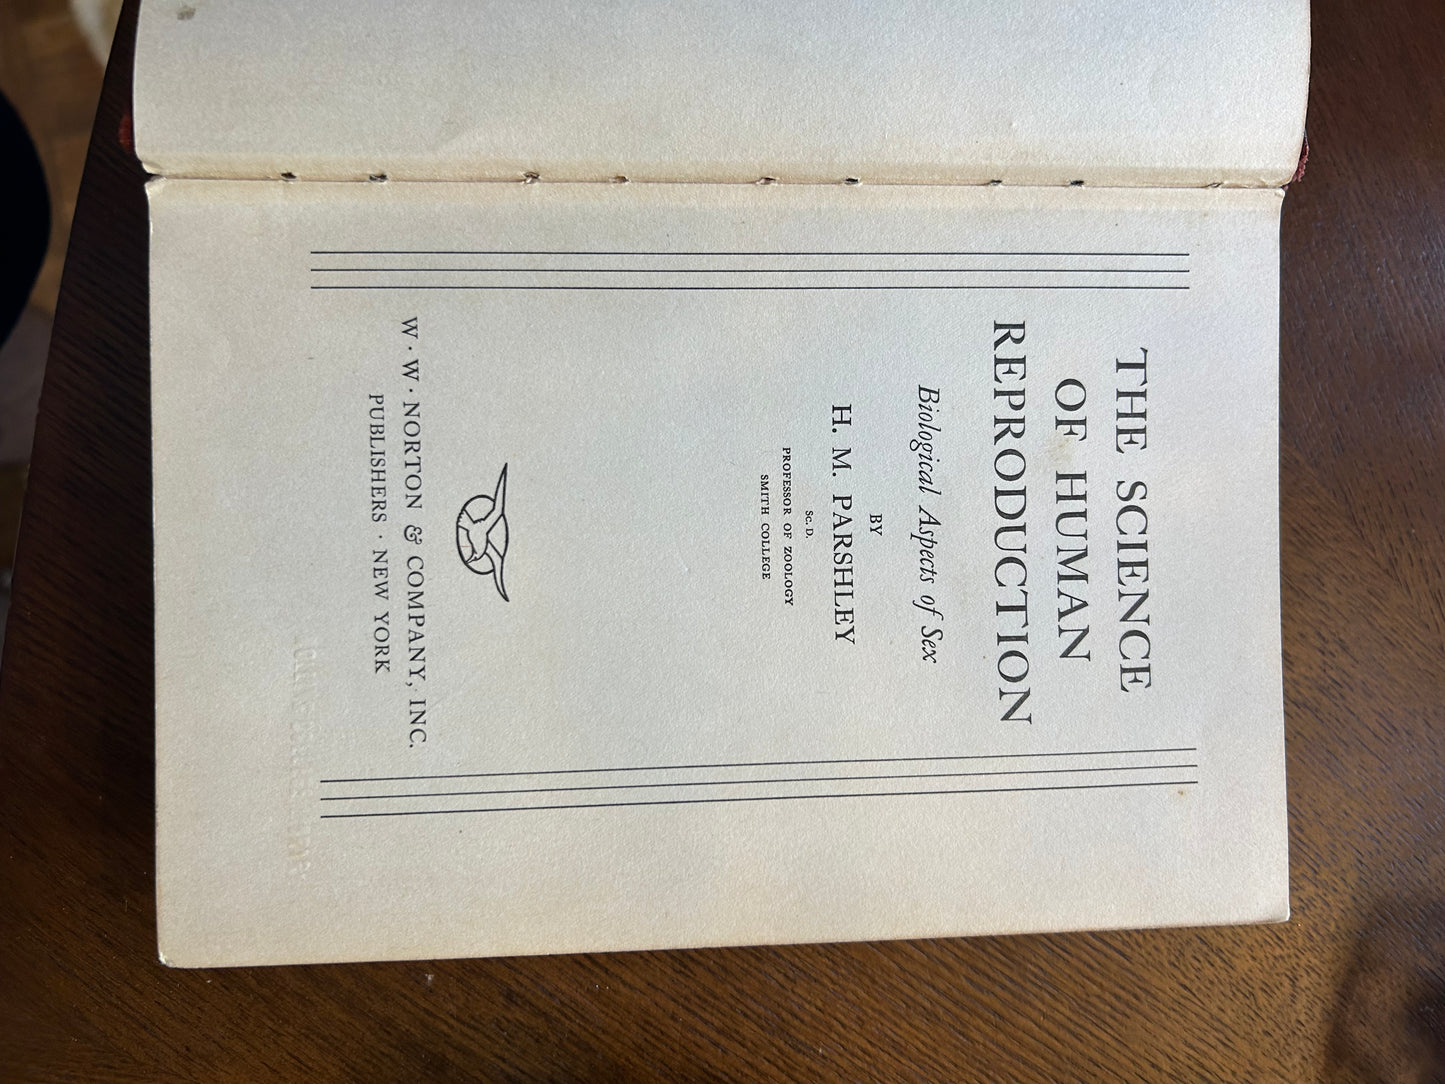 THE SCIENCE
OF HUMAN
REPRODUCTION
Biological Aspects of Sex
BY
H. M. PARSHLEY
Sc. D.
PROFESSOR OF ZOOLOGY
SMITH COLLEGE
W · W · NORTON & COMPANY, INC.
PUBLISHERS · NEW YORK